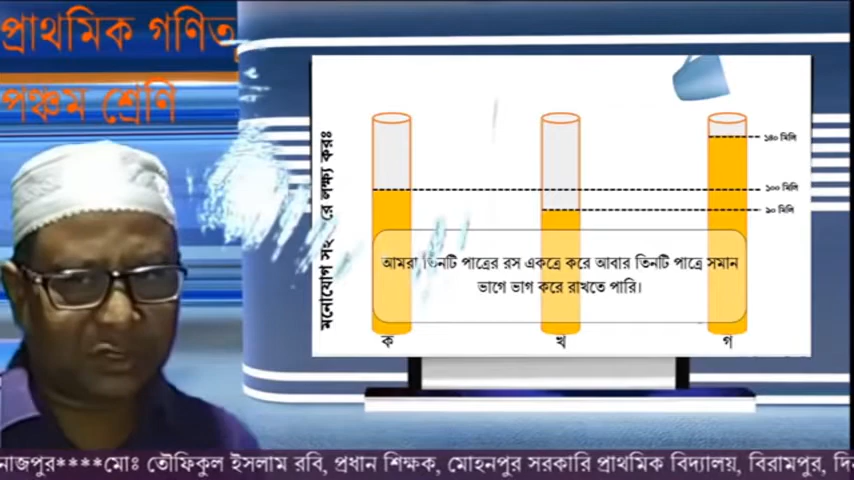 প্রাথমিক গণিত,
পঞ্চম শ্রেণি
মনোযোগ সহ রে লক্ষ্য করঃ
১৪০ মিলি
১০০ মিলি
৯০ মিলি
আমরা তিনটি পাত্রের রস একত্রে করে আবার তিনটি পাত্রে সমান
ভাগে ভাগ করে রাখতে পারি।
ক
খ
গ
নাজপুর****মোঃ তৌফিকুল ইসলাম রবি, প্রধান শিক্ষক, মোহনপুর সরকারি প্রাথমিক বিদ্যালয়, বিরামপুর, দিন